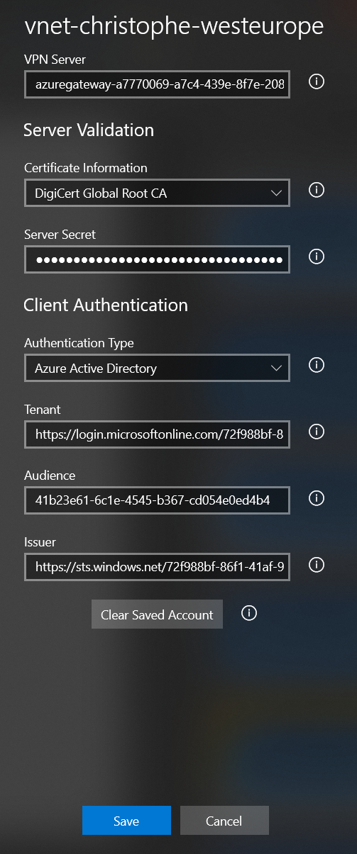 vnet-christophe-westeurope
VPN Server
azuregateway-a7770069-a7c4-439e-8f7e-208
Server Validation
Certificate Information
DigiCert Global Root CA
Server Secret
●●●●●●●●●●●●●●●●●●●●●●●●●●●●●●●●●
Client Authentication
Authentication Type
Azure Active Directory
Tenant
https://login.microsoftonline.com/72f988bf-8
Audience
41b23e61-6c1e-4545-b367-cd054e0ed4b4
Issuer
https://sts.windows.net/72f988bf-86f1-41af-9
Clear Saved Account
Save Cancel